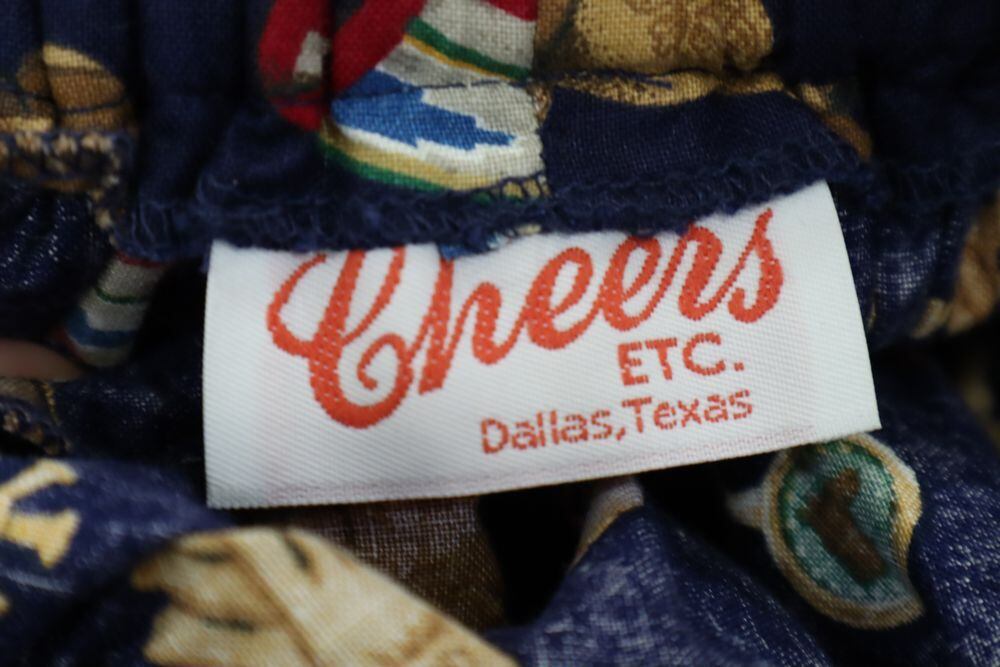 Cheers
ETC.
Dallas, Texas